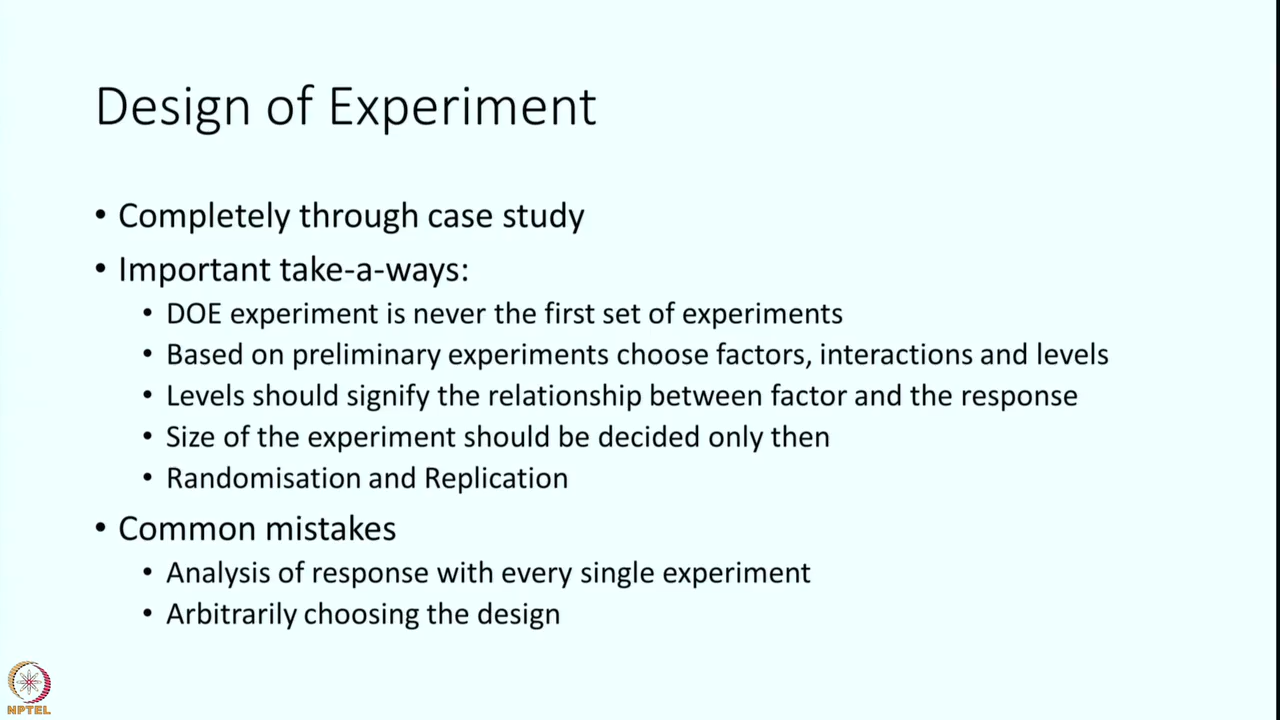 Design of Experiment
• Completely through case study
• Important take-a-ways:
• DOE experiment is never the first set of experiments
• Based on preliminary experiments choose factors, interactions and levels
• Levels should signify the relationship between factor and the response
• Size of the experiment should be decided only then
• Randomisation and Replication
• Common mistakes
• Analysis of response with every single experiment
• Arbitrarily choosing the design
NPTEL